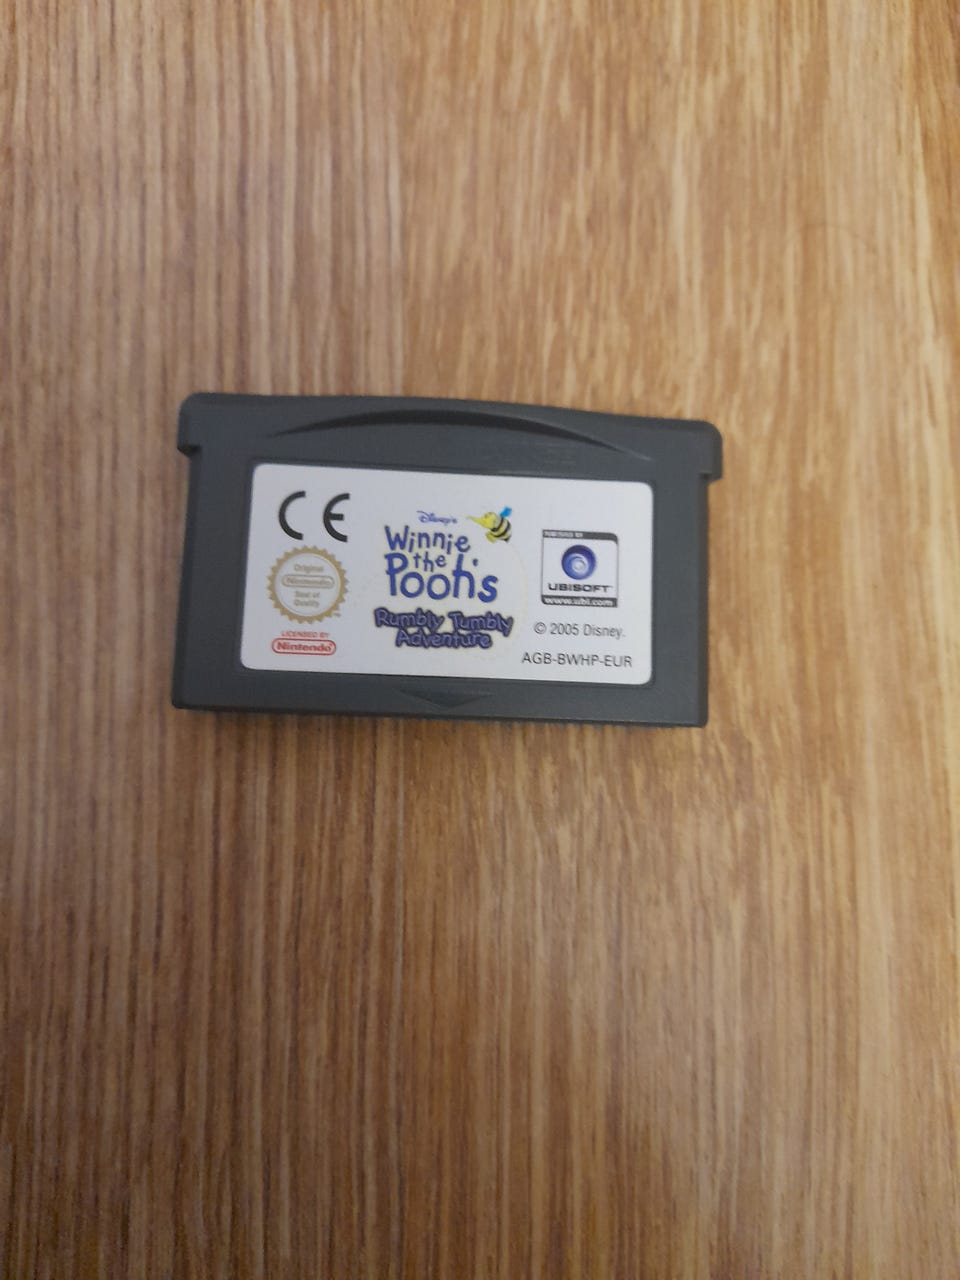 CE
Original
Nintendo
Seal of
Quality
TM
LICENSED BY
Nintendo
Disney's
Winnie
the
Pooh's
Rumbly Tumbly
Adventure
UBISOFT
www.ubi.com
© 2005 Disney.
AGB-BWHP-EUR